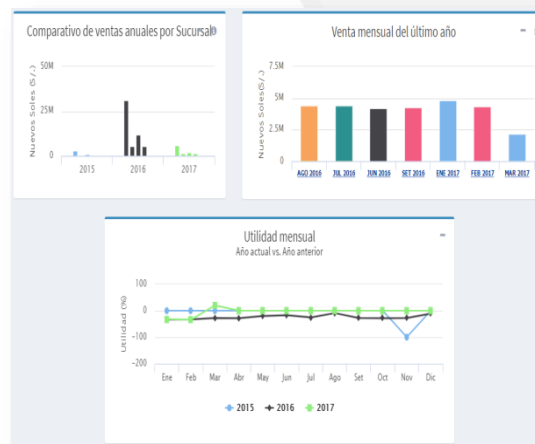 Comparativo de ventas anuales por Sucursal
Nuevos Soles (S/.)
50M
25M
0
2015
2016
2017
Venta mensual del último año
Nuevos Soles(S/.)
7.5M
5M
2.5M
0
AGO 2016
JUL 2016
JUN 2016
SET 2016
ENE 2017
FEB 2017
MAR 2017
Utilidad mensual
Año actual vs. Año anterior
Utilidad (%)
100
0
-100
-200
Ene
Feb
Mar
Abr
May
Jun
Jul
Ago
Set
Oct
Nov
Dic
2015
2016
2017